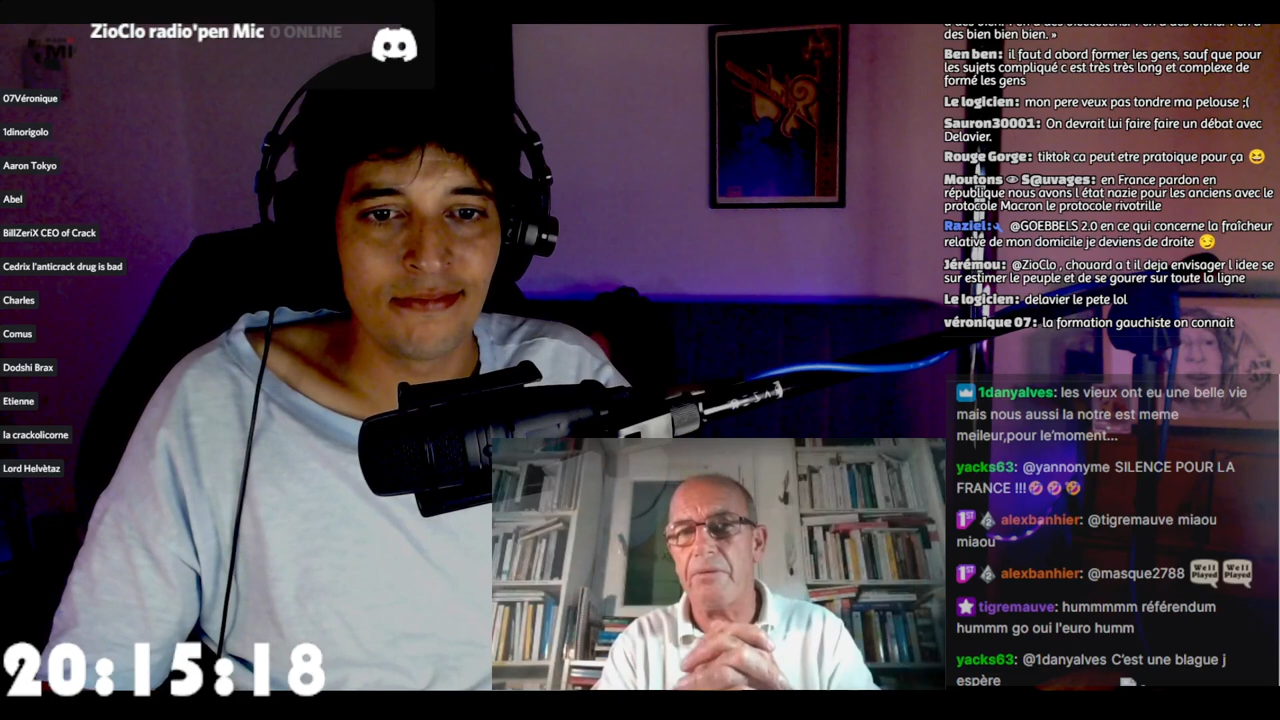 ZioClo radio'pen Mic 0 ONLINE
07Véronique
1dinorigolo
Aaron Tokyo
Abel
BillZeriX CEO of Crack
Cedrix l'anticrack drug is bad
Charles
Comus
Dodshi Brax
Etienne
la crackolicorne
Lord Helvètaz
20:15:18
des bien bien bien. »
Ben ben: il faut d abord former les gens, sauf que pour
les sujets compliqué c est très très long et complexe de
formé les gens
Le logicien: mon pere veux pas tondre ma pelouse ;(
Sauron30001: On devrait lui faire faire un débat avec
Delavier.
Rouge Gorge: tiktok ca peut etre pratoique pour ça 😆
Moutons 👁 S@uvages: en France pardon en
république nous avons l état nazie pour les anciens avec le
protocole Macron le protocole rivotrille
Raziel: @GOEBBELS 2.0 en ce qui concerne la fraîcheur
relative de mon domicile je deviens de droite 😏
Jérémou: @ZioClo , chouard a t il deja envisager l idee se
sur estimer le peuple et de se gourer sur toute la ligne
Le logicien: delavier le pete lol
véronique 07: la formation gauchiste on connait
1danyalves: les vieux ont eu une belle vie
mais nous aussi la notre est meme
meilleur,pour le'moment...
yacks63: @yannonyme SILENCE POUR LA
FRANCE !!!🤣🤣🤣
1ST 2 alexbanhier: @tigremauve miaou
miaou
1ST 2 alexbanhier: @masque2788 Well Played Well Played
tigremauve: hummmmm référendum
hummm go oui l'euro humm
yacks63: @1danyalves C'est une blague j
espère